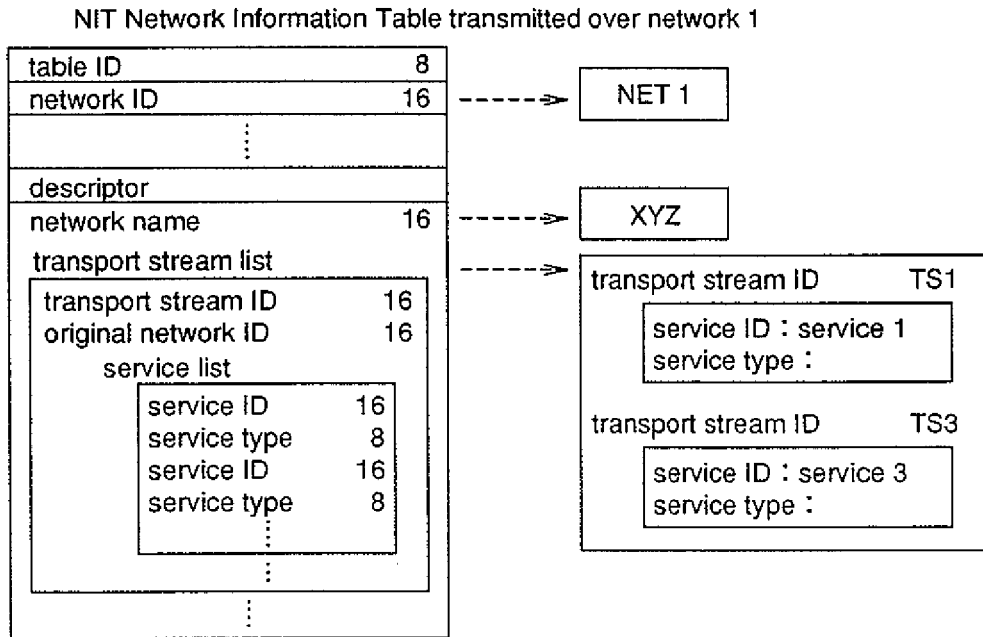 NIT Network Information Table transmitted over network 1
table ID 8
network ID 16
NET 1
descriptor
network name 16
XYZ
transport stream list
transport stream ID 16
original network ID 16
service list
service ID 16
service type 8
service ID 16
service type 8
transport stream ID TS1
service ID : service 1
service type :
transport stream ID TS3
service ID : service 3
service type :